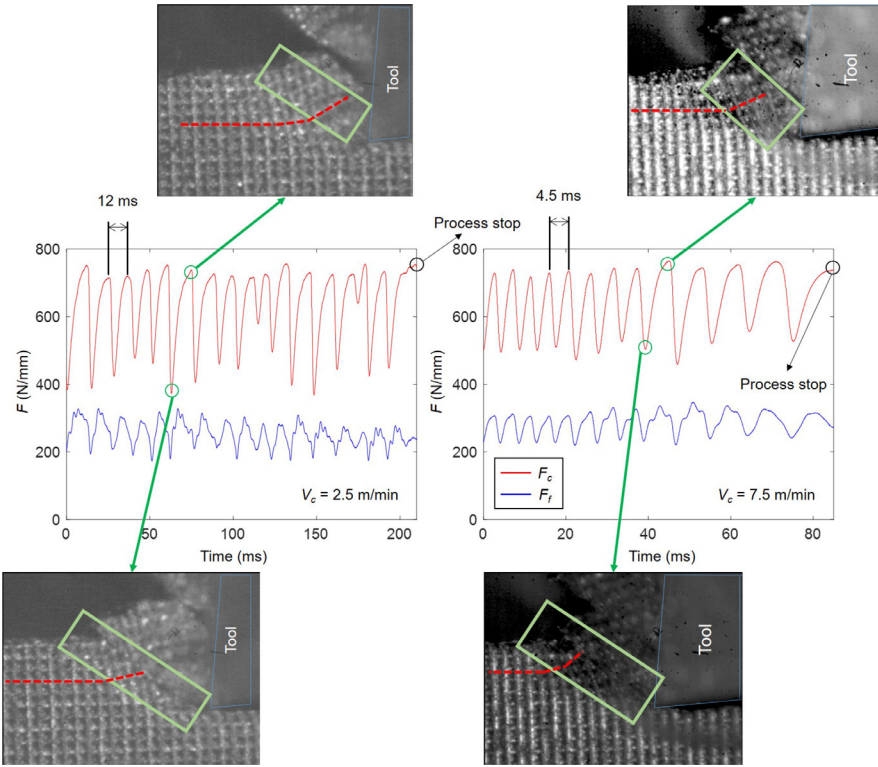 Tool
Tool
12 ms
4.5 ms
Process stop
800
600
400
200
0
F (N/mm)
V_c = 2.5 m/min
0
50
100
150
200
Time (ms)
800
600
400
200
0
F (N/mm)
Process stop
F_c
F_f
V_c = 7.5 m/min
0
20
40
60
80
Time (ms)
Tool
Tool